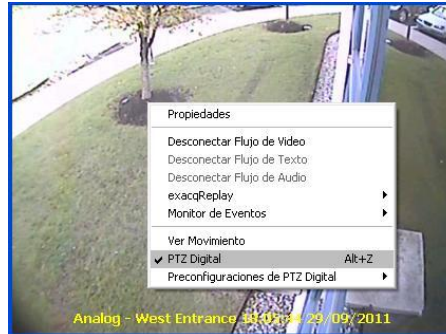 Propiedades
Desconectar Flujo de Video
Desconectar Flujo de Texto
Desconectar Flujo de Audio
exacqReplay
Monitor de Eventos
Ver Movimiento
PTZ Digital Alt+Z
Preconfiguraciones de PTZ Digital
Analog - West Entrance 29/09/2011